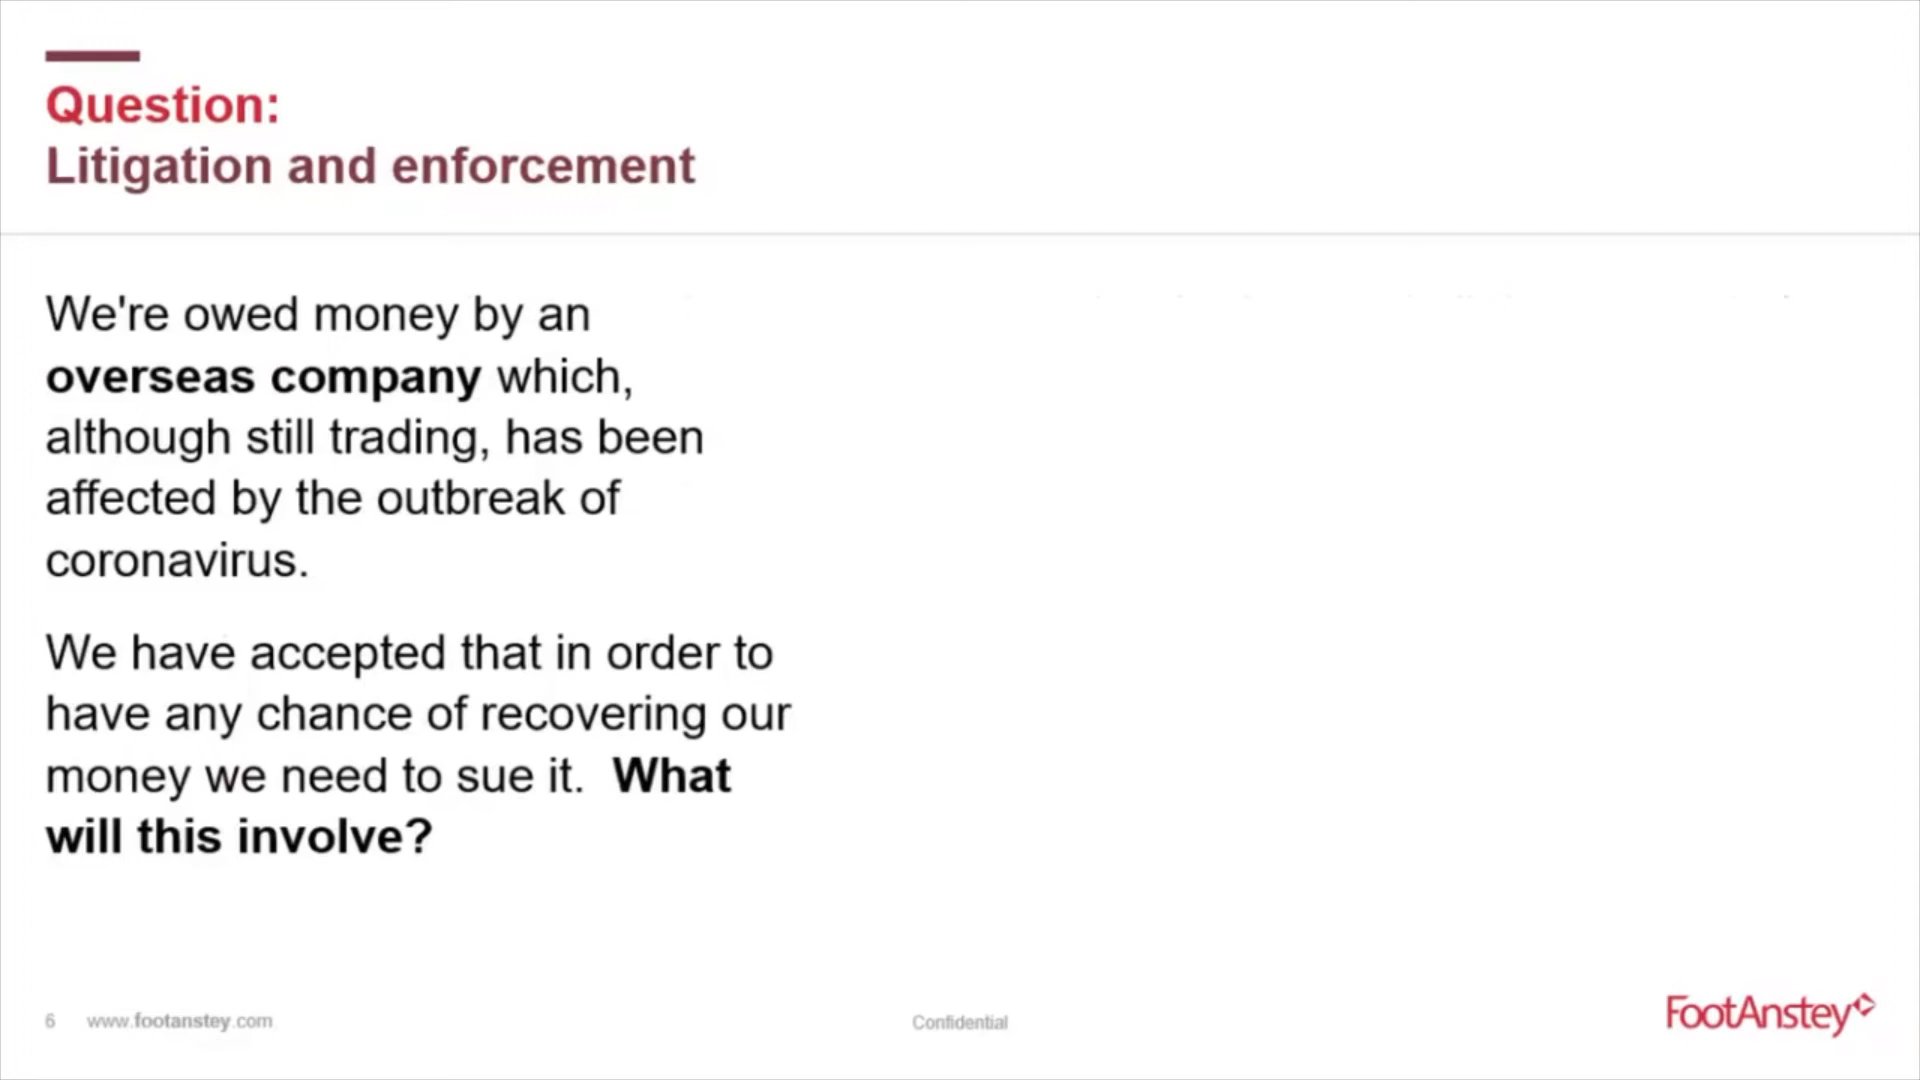 Question:
Litigation and enforcement
We're owed money by an
overseas company which,
although still trading, has been
affected by the outbreak of
coronavirus.
We have accepted that in order to
have any chance of recovering our
money we need to sue it. What
will this involve?
6 www.footanstey.com
Confidential
FootAnstey